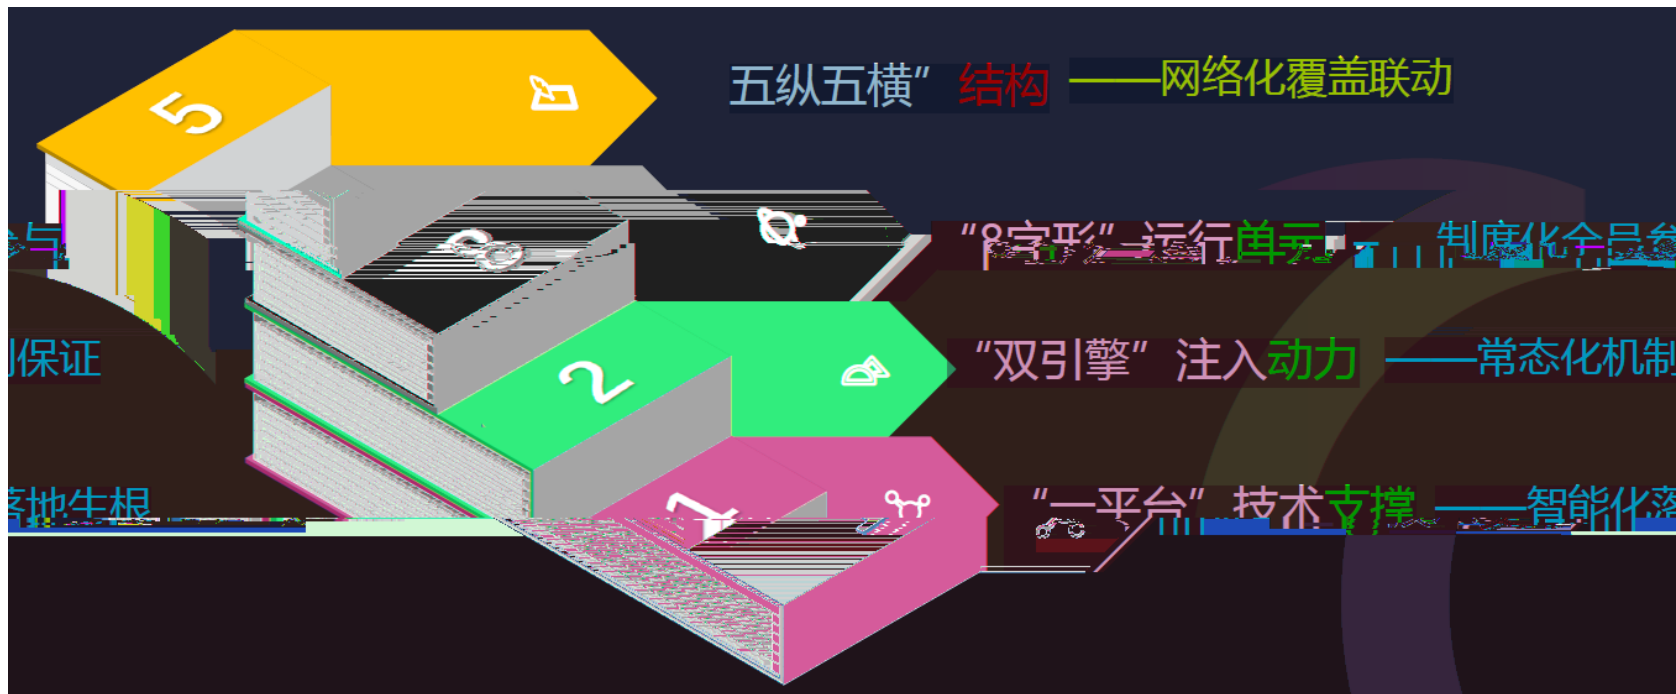 5 五纵五横”结构 ——网络化覆盖联动
8 “8字形”运行单元 制度化全员参与
2 “双引擎”注入动力 ——常态化机制保证
1 “一平台”技术支撑 ——智能化落地生根